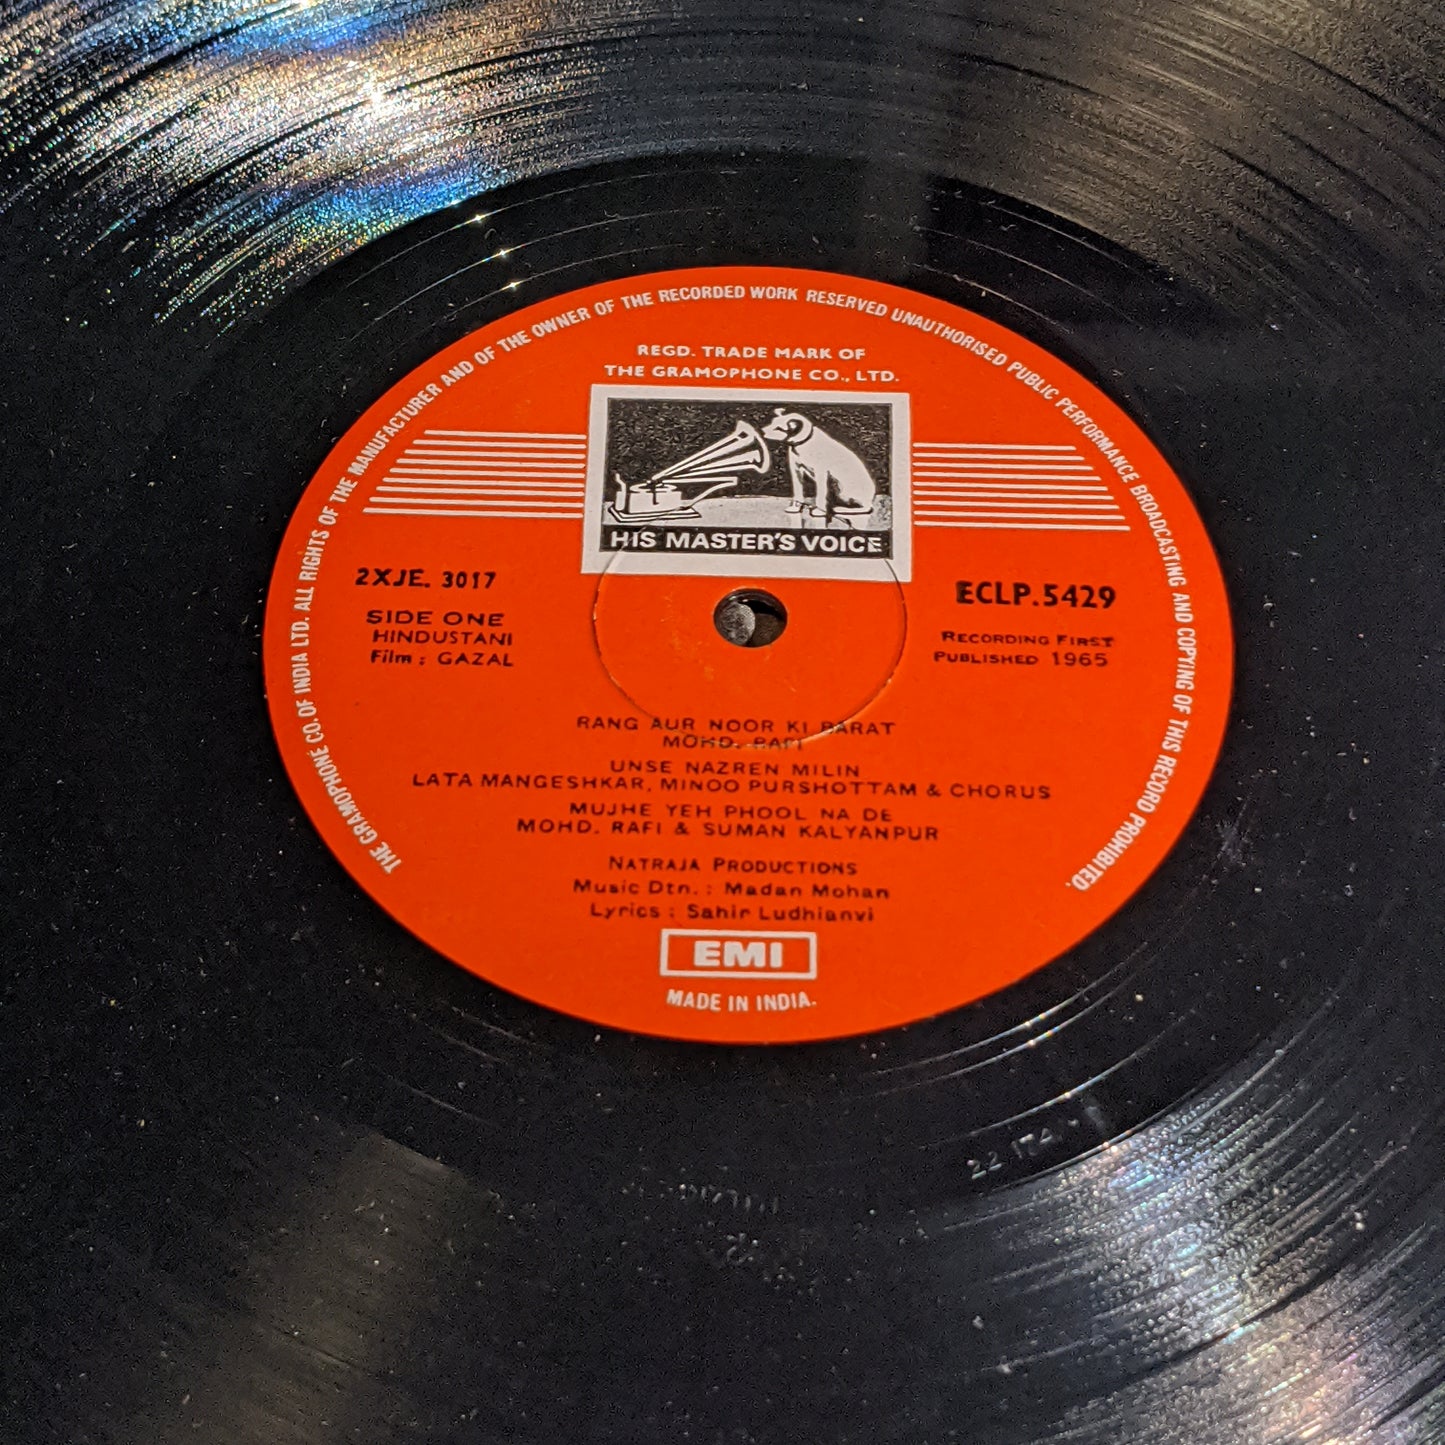 THE GRAMOPHONE CO. OF INDIA LTD. ALL RIGHTS OF THE MANUFACTURER AND OF THE OWNER OF THE RECORDED WORK RESERVED UNAUTHORISED PUBLIC PERFORMANCE BROADCASTING AND COPYING OF THIS RECORD PROHIBITED.
REGD. TRADE MARK OF
THE GRAMOPHONE CO., LTD.
HIS MASTER'S VOICE
2XJE. 3017
ECLP.5429
SIDE ONE
HINDUSTANI
Film : GAZAL
RECORDING FIRST
PUBLISHED 1965
RANG AUR NOOR KI BARAT
MOHD. RAFI
UNSE NAZREN MILIN
LATA MANGESHKAR, MINOO PURSHOTTAM & CHORUS
MUJHE YEH PHOOL NA DE
MOHD. RAFI & SUMAN KALYANPUR
NATRAJA PRODUCTIONS
Music Dtn. : Madan Mohan
Lyrics : Sahir Ludhianvi
EMI
MADE IN INDIA.